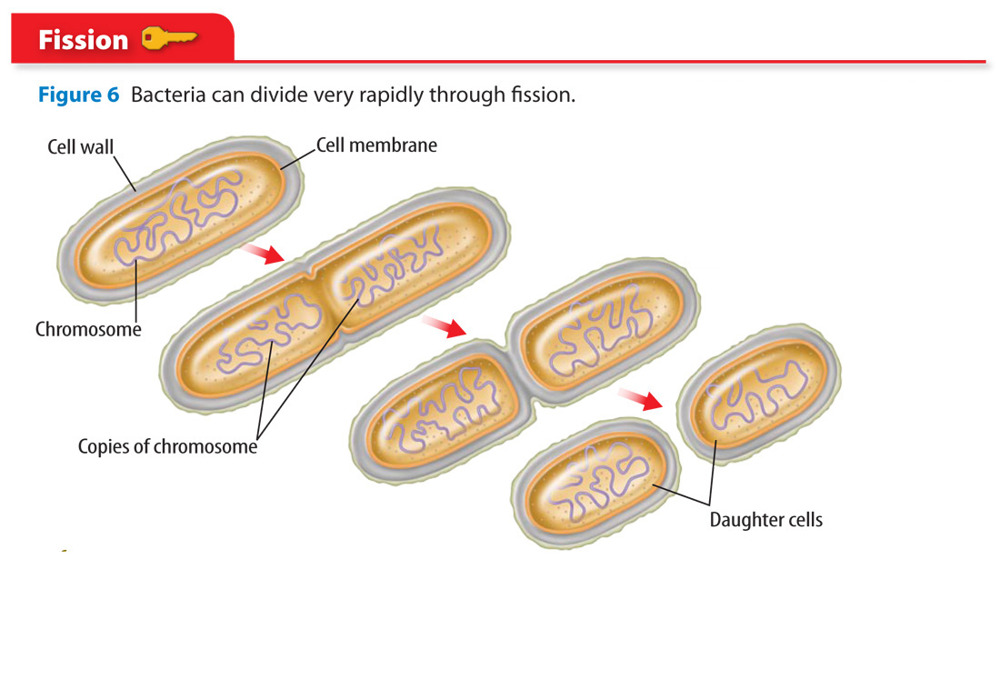 Fission
Figure 6 Bacteria can divide very rapidly through fission.
Cell wall
Cell membrane
Chromosome
Copies of chromosome
Daughter cells